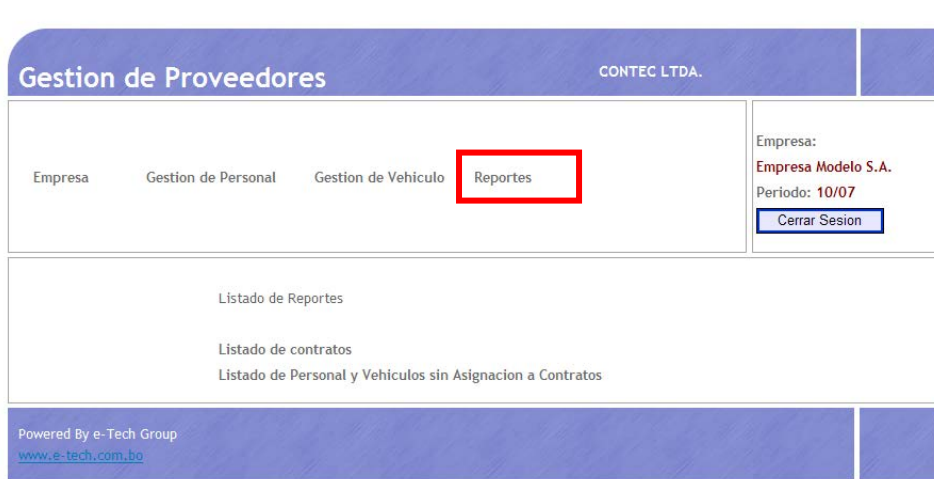 Gestion de Proveedores
CONTEC LTDA.
Empresa
Gestion de Personal
Gestion de Vehiculo
Reportes
Empresa:
Empresa Modelo S.A.
Periodo: 10/07
Cerrar Sesion
Listado de Reportes
Listado de contratos
Listado de Personal y Vehiculos sin Asignacion a Contratos
Powered By e-Tech Group
www.e-tech.com.bo